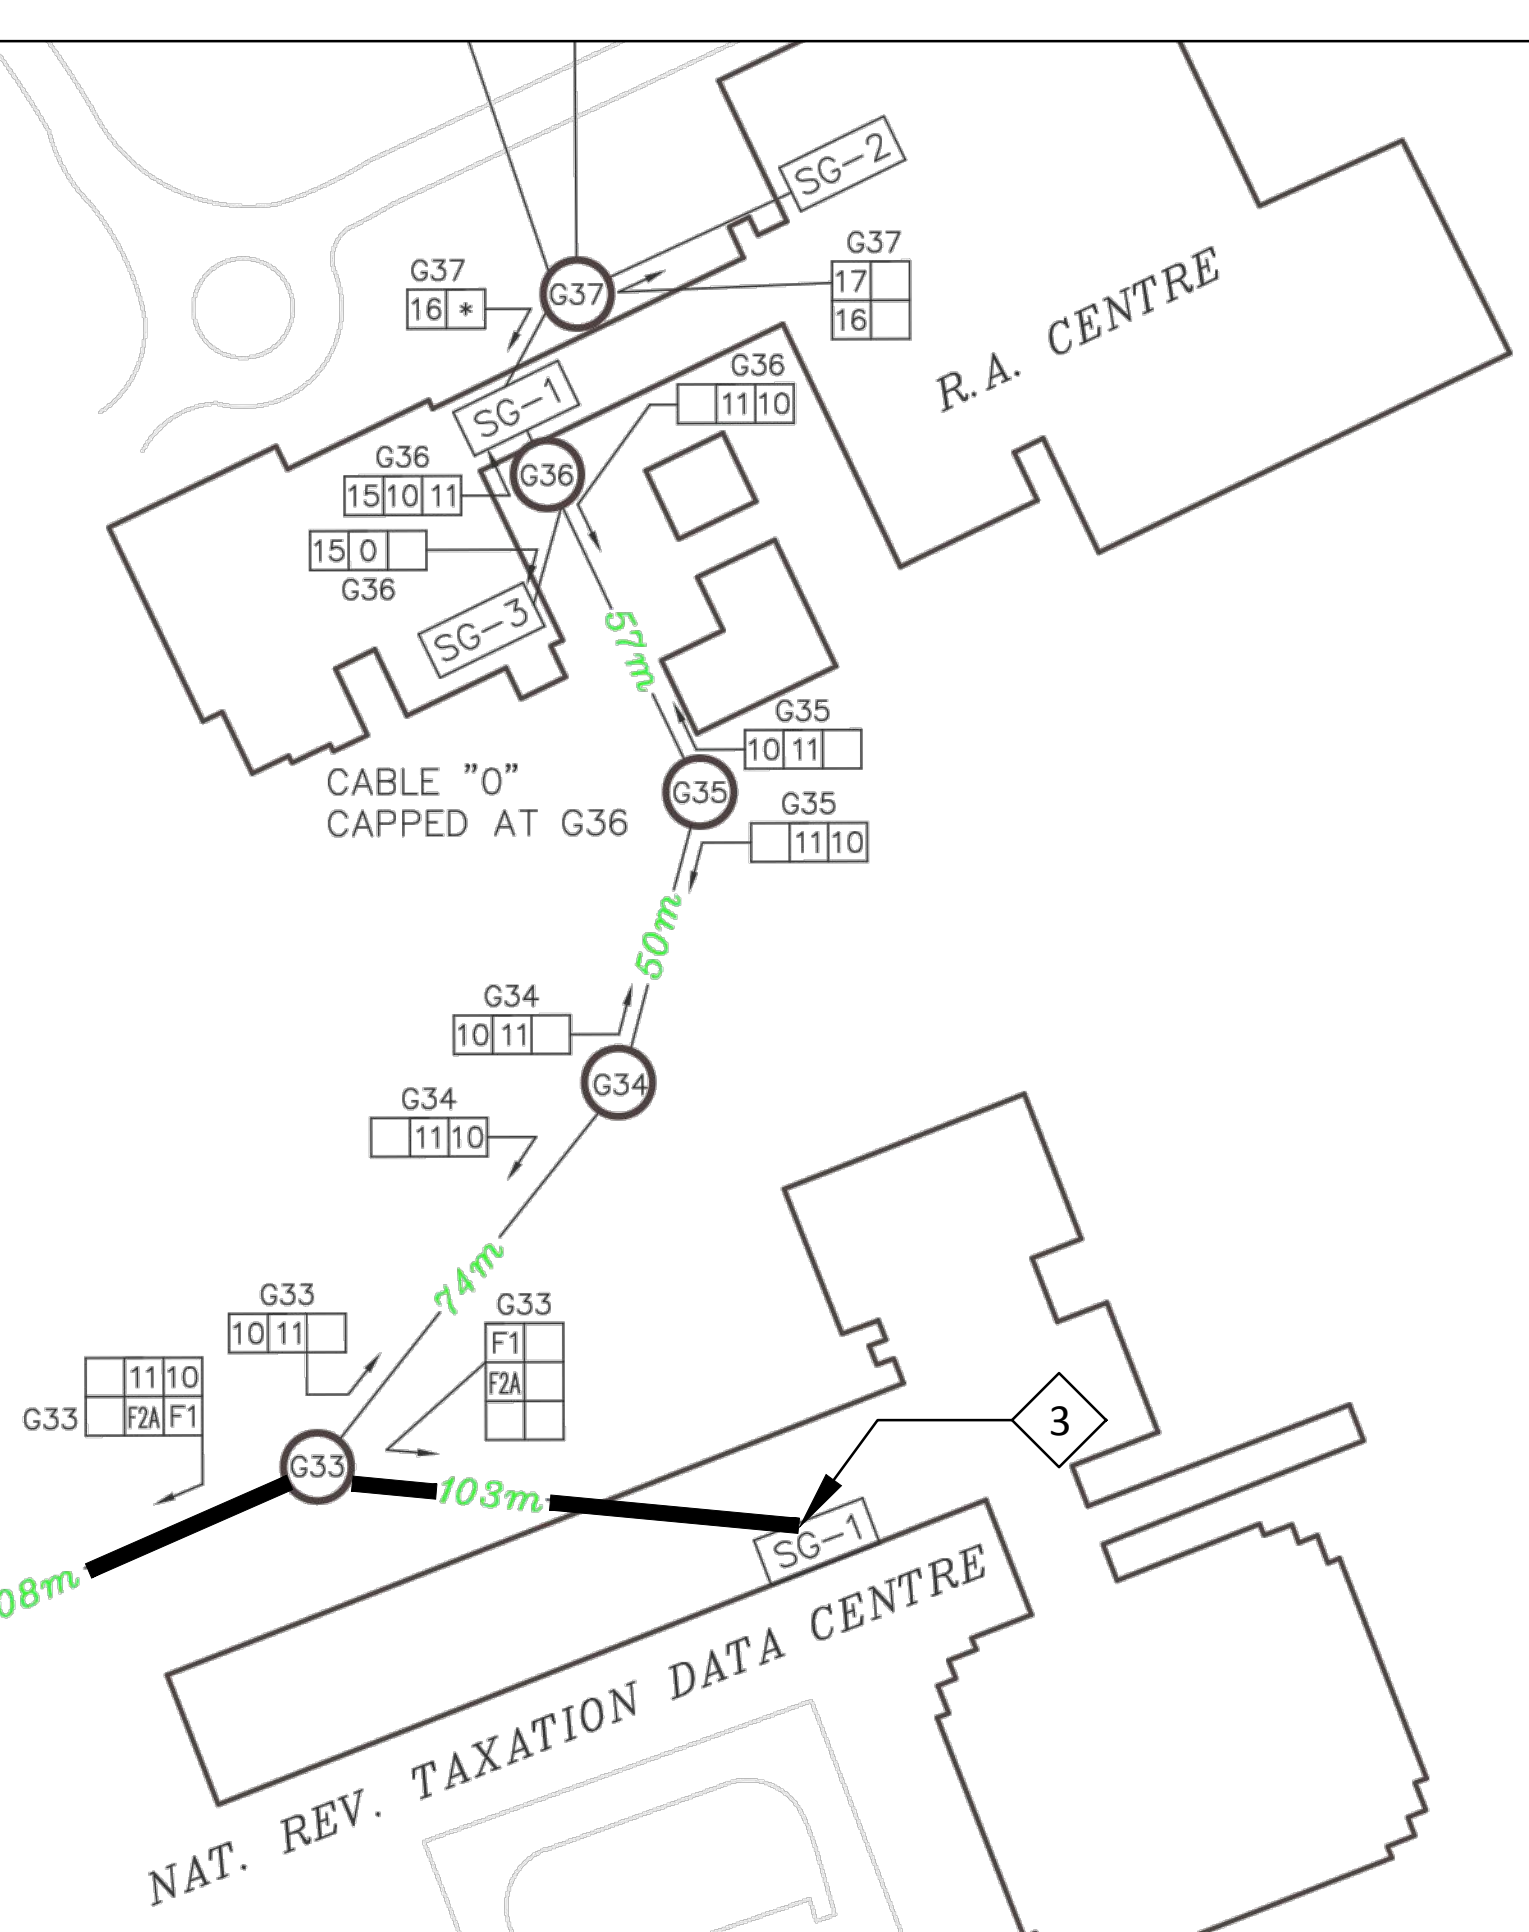 SG-2
G37
17
16
G37
16 *
G37
R.A. CENTRE
G36
11 10
SG-1
G36
G36
15 10 11
15 0
G36
SG-3
57m
G35
10 11
CABLE "0"
CAPPED AT G36
G35
G35
11 10
50m
G34
10 11
G34
G34
11 10
74m
G33
10 11
G33
F1
F2A
11 10
G33 F2A F1
3
G33
103m
SG-1
08m
NAT. REV. TAXATION DATA CENTRE